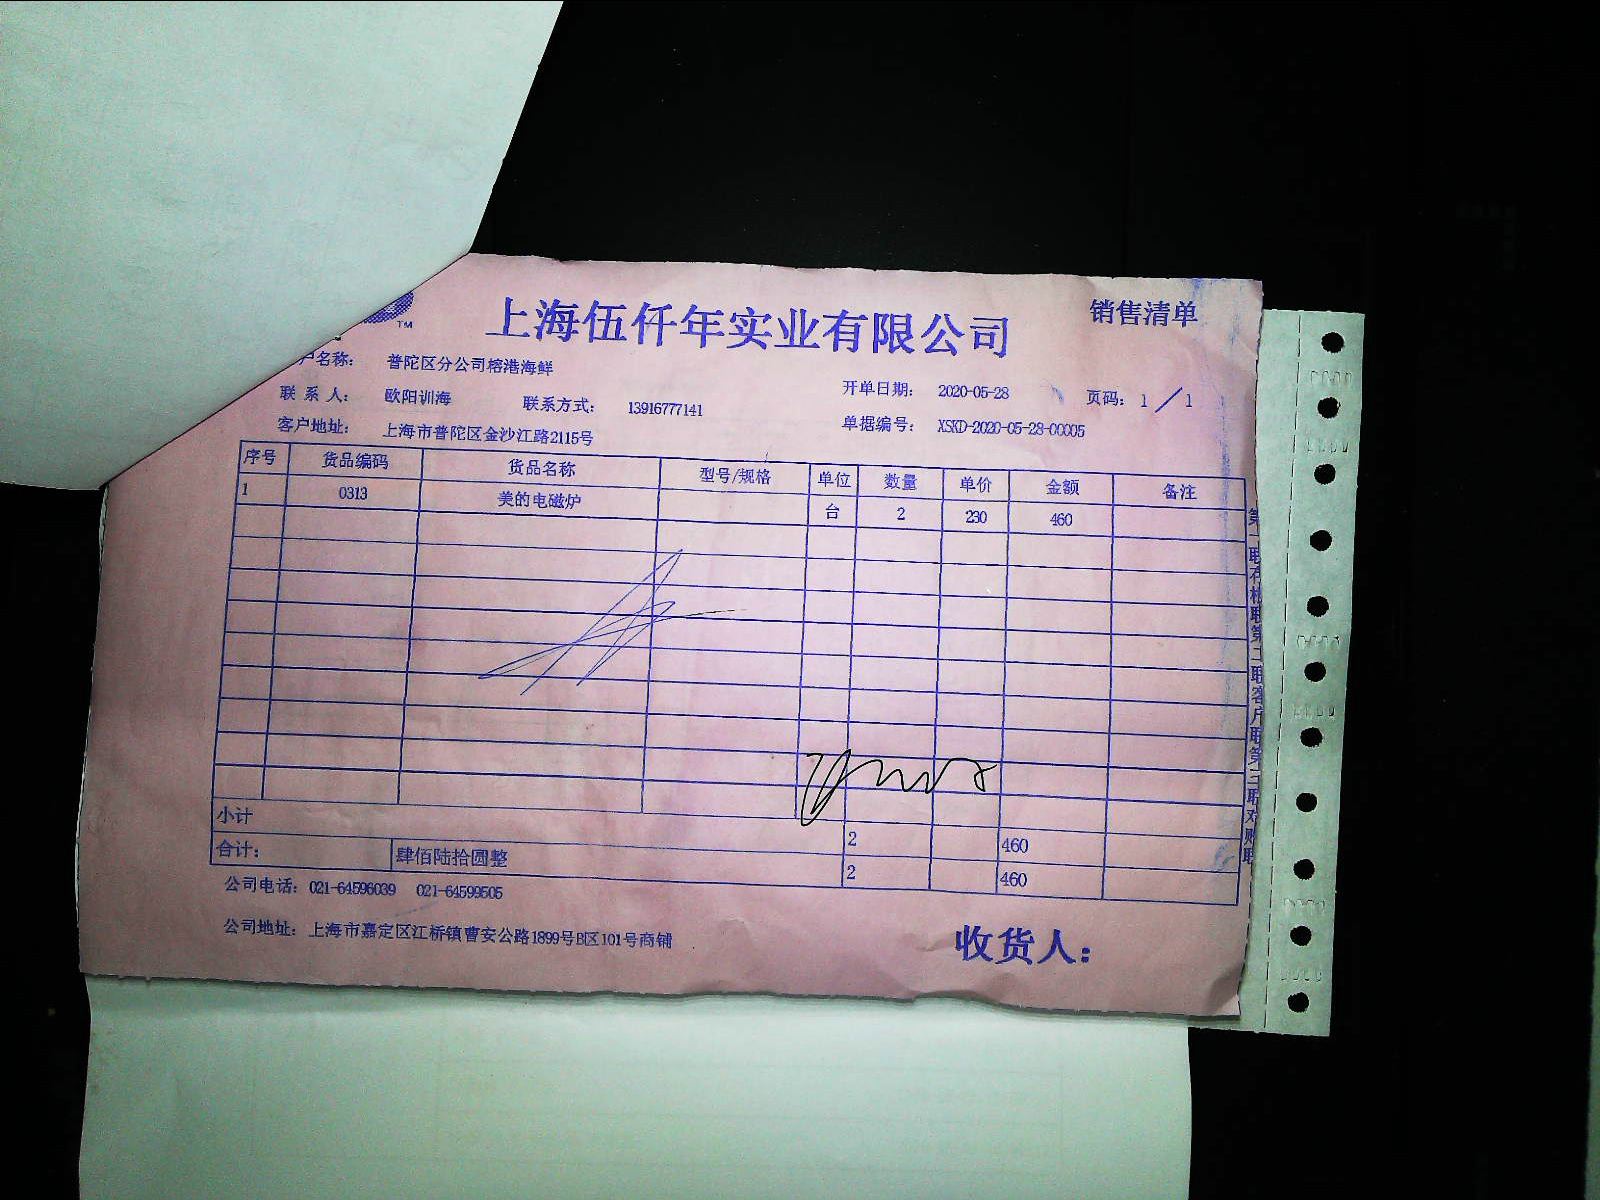 TM
上海伍仟年实业有限公司 销售清单
户名称: 普陀区分公司榕港海鲜
联系人: 欧阳训海 联系方式: 13916777141 开单日期: 2020-05-28 页码: 1 / 1
客户地址: 上海市普陀区金沙江路2115号 单据编号: XSKD-2020-05-28-00005
序号 货品编码 货品名称 型号/规格 单位 数量 单价 金额 备注
1 0313 美的电磁炉 台 2 230 460
小计 2 460
合计: 肆佰陆拾圆整 2 460
公司电话: 021-64596039 021-64599505
公司地址: 上海市嘉定区江桥镇曹安公路1899号B区101号商铺
收货人: